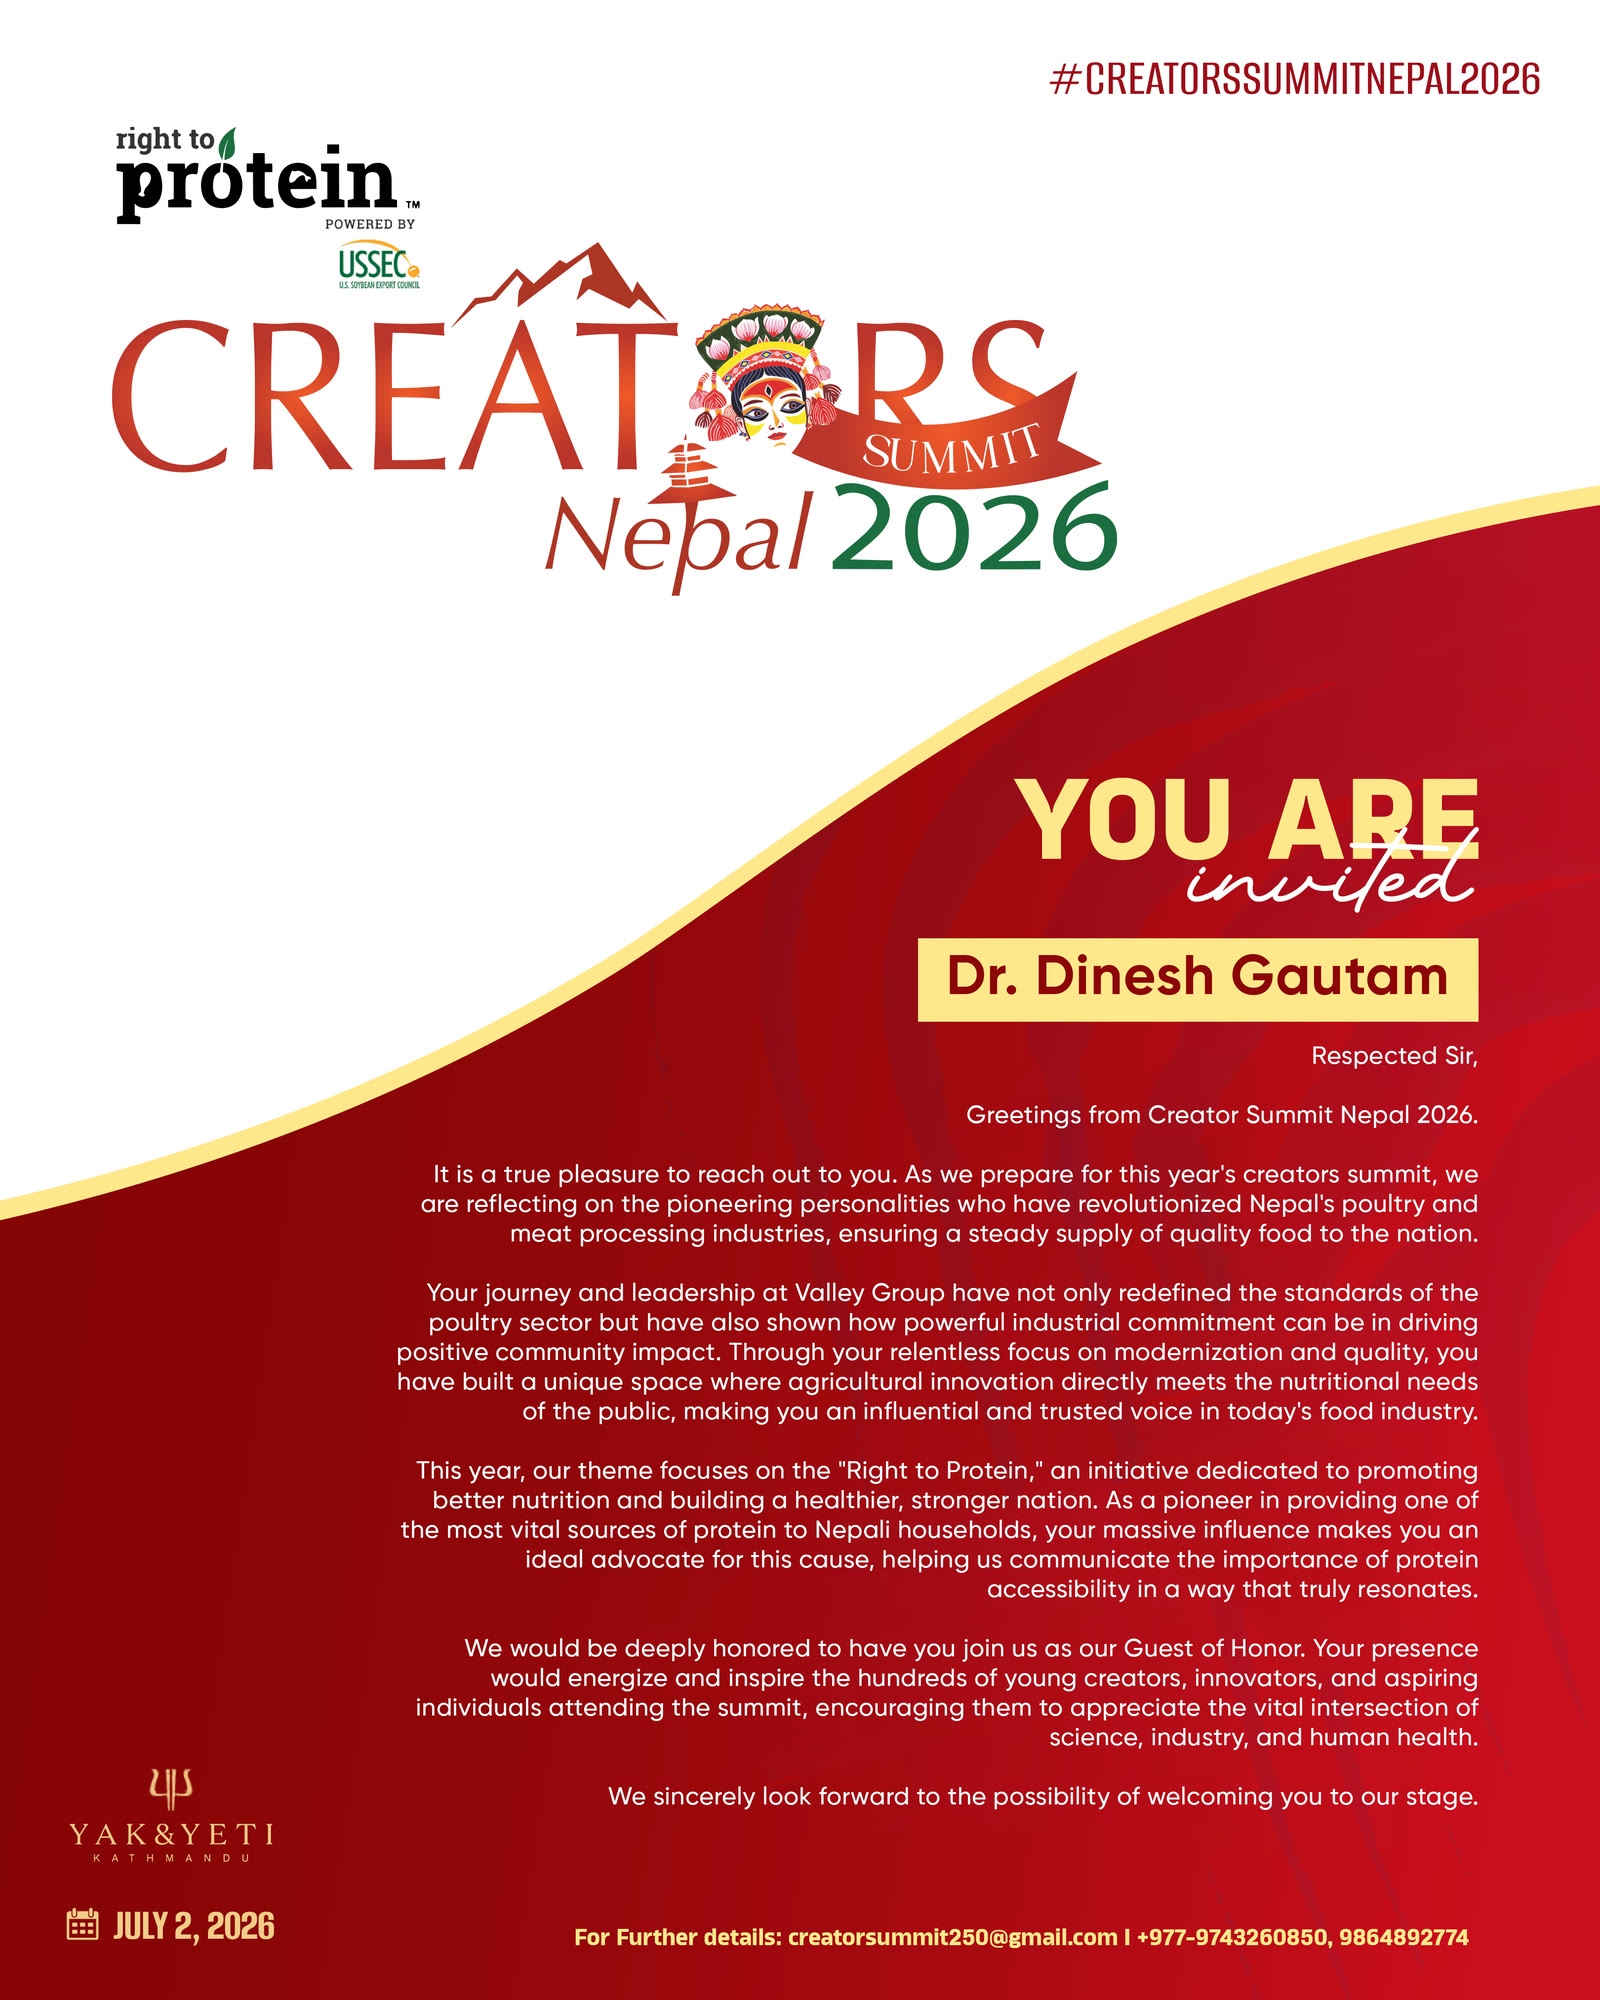 #CREATORSSUMMITNEPAL2026
right to
protein ™
POWERED BY
USSEC
U.S. SOYBEAN EXPORT COUNCIL
CREATORS
SUMMIT
Nepal 2026
YOU ARE
invited
Dr. Dinesh Gautam
Respected Sir,
Greetings from Creator Summit Nepal 2026.
It is a true pleasure to reach out to you. As we prepare for this year's creators summit, we
are reflecting on the pioneering personalities who have revolutionized Nepal's poultry and
meat processing industries, ensuring a steady supply of quality food to the nation.
Your journey and leadership at Valley Group have not only redefined the standards of the
poultry sector but have also shown how powerful industrial commitment can be in driving
positive community impact. Through your relentless focus on modernization and quality, you
have built a unique space where agricultural innovation directly meets the nutritional needs
of the public, making you an influential and trusted voice in today's food industry.
This year, our theme focuses on the "Right to Protein," an initiative dedicated to promoting
better nutrition and building a healthier, stronger nation. As a pioneer in providing one of
the most vital sources of protein to Nepali households, your massive influence makes you an
ideal advocate for this cause, helping us communicate the importance of protein
accessibility in a way that truly resonates.
We would be deeply honored to have you join us as our Guest of Honor. Your presence
would energize and inspire the hundreds of young creators, innovators, and aspiring
individuals attending the summit, encouraging them to appreciate the vital intersection of
science, industry, and human health.
We sincerely look forward to the possibility of welcoming you to our stage.
YAK&YETI
KATHMANDU
JULY 2, 2026
For Further details: creatorsummit250@gmail.com I +977-9743260850, 9864892774